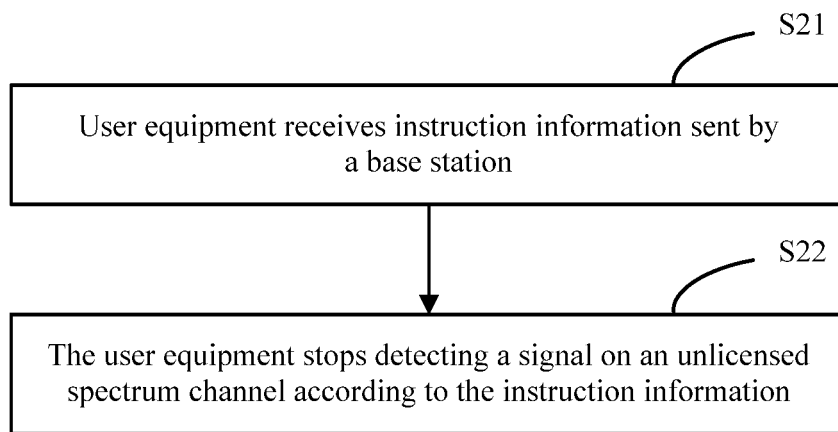 S21
User equipment receives instruction information sent by
a base station
S22
The user equipment stops detecting a signal on an unlicensed
spectrum channel according to the instruction information